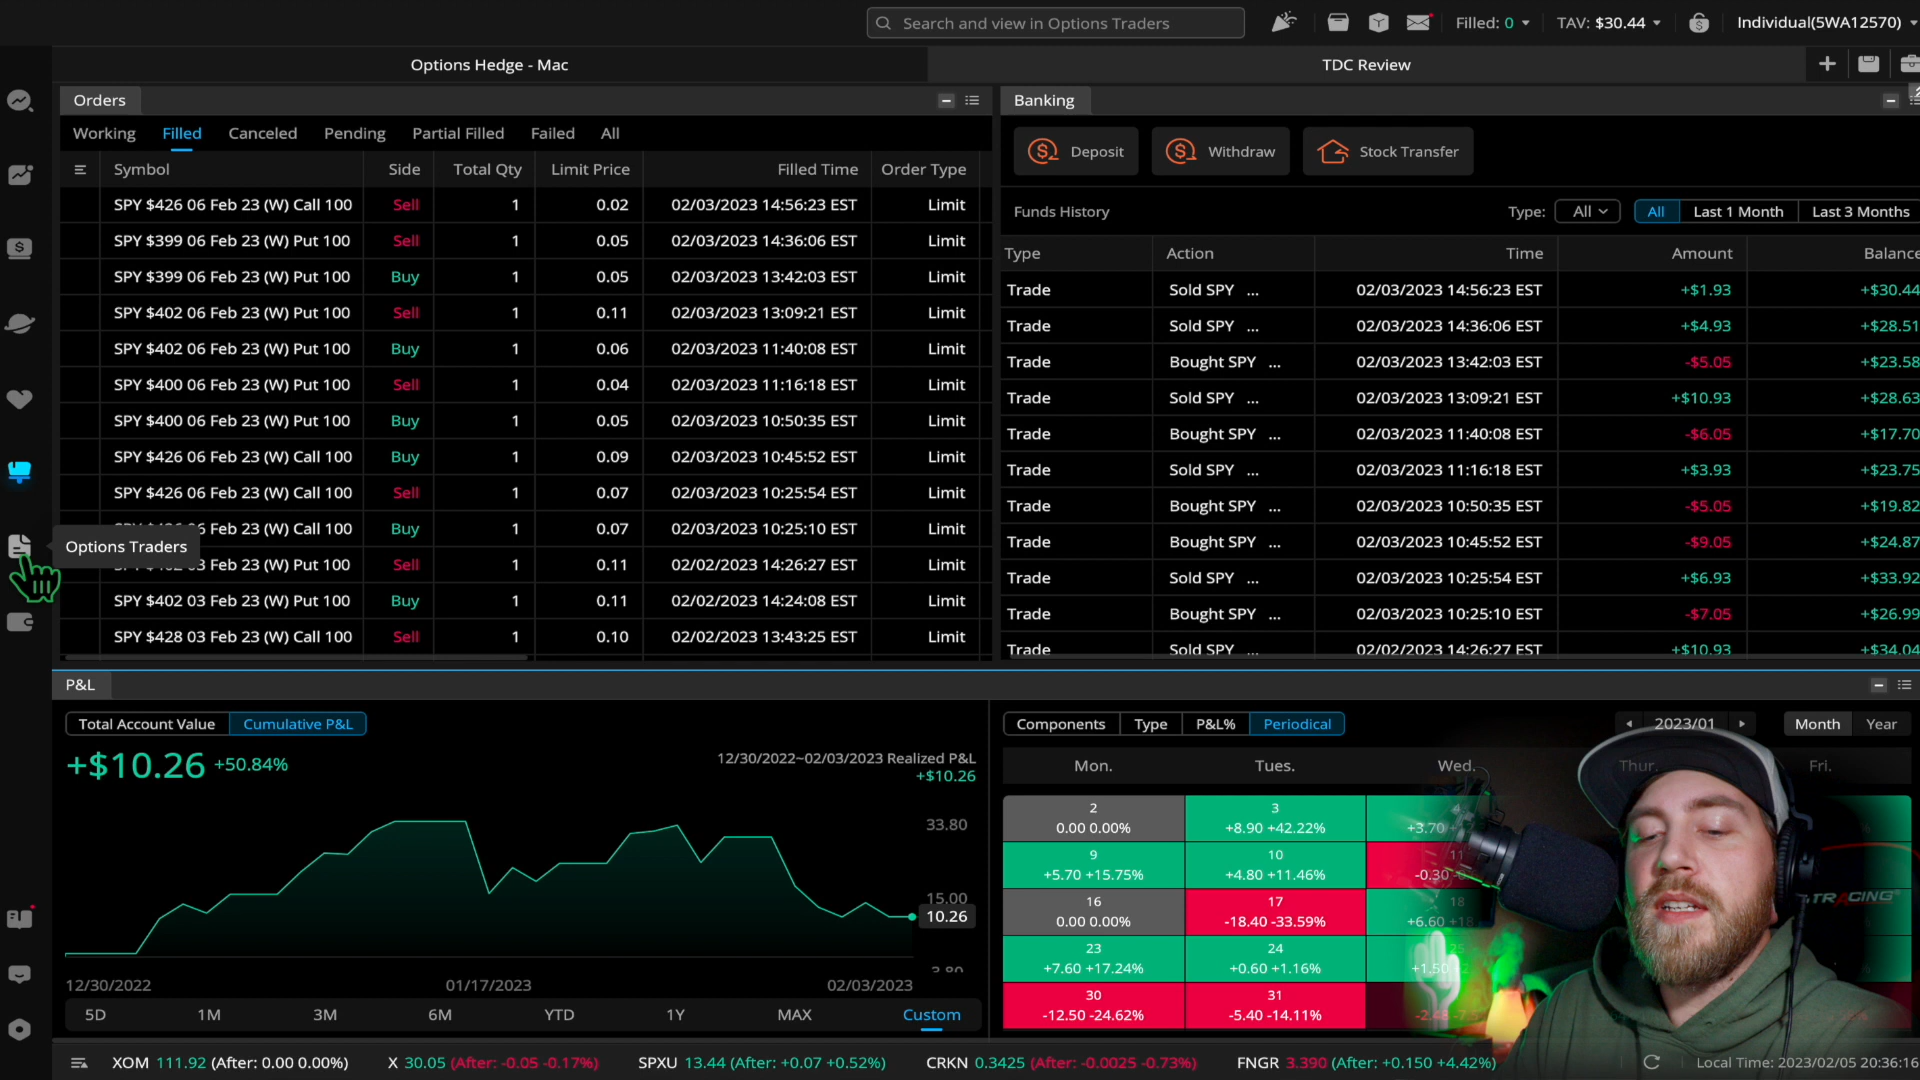 Search and view in Options Traders
Filled: 0
TAV: $30.44
Individual(5WA12570)
Options Hedge - Mac
TDC Review
Orders
Working Filled Canceled Pending Partial Filled Failed All
Symbol Side Total Qty Limit Price Filled Time Order Type
SPY $426 06 Feb 23 (W) Call 100 Sell 1 0.02 02/03/2023 14:56:23 EST Limit
SPY $399 06 Feb 23 (W) Put 100 Sell 1 0.05 02/03/2023 14:36:06 EST Limit
SPY $399 06 Feb 23 (W) Put 100 Buy 1 0.05 02/03/2023 13:42:03 EST Limit
SPY $402 06 Feb 23 (W) Put 100 Sell 1 0.11 02/03/2023 13:09:21 EST Limit
SPY $402 06 Feb 23 (W) Put 100 Buy 1 0.06 02/03/2023 11:40:08 EST Limit
SPY $400 06 Feb 23 (W) Put 100 Sell 1 0.04 02/03/2023 11:16:18 EST Limit
SPY $400 06 Feb 23 (W) Put 100 Buy 1 0.05 02/03/2023 10:50:35 EST Limit
SPY $426 06 Feb 23 (W) Call 100 Buy 1 0.09 02/03/2023 10:45:52 EST Limit
SPY $426 06 Feb 23 (W) Call 100 Sell 1 0.07 02/03/2023 10:25:54 EST Limit
6 Feb 23 (W) Call 100 Buy 1 0.07 02/03/2023 10:25:10 EST Limit
Options Traders
3 Feb 23 (W) Put 100 Sell 1 0.11 02/02/2023 14:26:27 EST Limit
SPY $402 03 Feb 23 (W) Put 100 Buy 1 0.11 02/02/2023 14:24:08 EST Limit
SPY $428 03 Feb 23 (W) Call 100 Sell 1 0.10 02/02/2023 13:43:25 EST Limit
Banking
Deposit Withdraw Stock Transfer
Funds History Type: All All Last 1 Month Last 3 Months
Type Action Time Amount Balance
Trade Sold SPY ... 02/03/2023 14:56:23 EST +$1.93 +$30.44
Trade Sold SPY ... 02/03/2023 14:36:06 EST +$4.93 +$28.51
Trade Bought SPY ... 02/03/2023 13:42:03 EST -$5.05 +$23.58
Trade Sold SPY ... 02/03/2023 13:09:21 EST +$10.93 +$28.63
Trade Bought SPY ... 02/03/2023 11:40:08 EST -$6.05 +$17.70
Trade Sold SPY ... 02/03/2023 11:16:18 EST +$3.93 +$23.75
Trade Bought SPY ... 02/03/2023 10:50:35 EST -$5.05 +$19.82
Trade Bought SPY ... 02/03/2023 10:45:52 EST -$9.05 +$24.87
Trade Sold SPY ... 02/03/2023 10:25:54 EST +$6.93 +$33.92
Trade Bought SPY ... 02/03/2023 10:25:10 EST -$7.05 +$26.99
Trade Sold SPY ... 02/02/2023 14:26:27 EST +$10.93 +$34.04
P&L
Total Account Value Cumulative P&L
+$10.26 +50.84%
12/30/2022~02/03/2023 Realized P&L
+$10.26
33.80
15.00
10.26
12/30/2022 01/17/2023 02/03/2023
5D 1M 3M 6M YTD 1Y MAX Custom
Components Type P&L% Periodical
2023/01
Month Year
Mon. Tues. Wed. Thur. Fri.
2 3
0.00 0.00% +8.90 +42.22% +3.70
9 10 11
+5.70 +15.75% +4.80 +11.46% -0.30
16 17 18
0.00 0.00% -18.40 -33.59% +6.60 +18
23 24 25
+7.60 +17.24% +0.60 +1.16% +1.50
30 31
-12.50 -24.62% -5.40 -14.11%
XOM 111.92 (After: 0.00 0.00%) X 30.05 (After: -0.05 -0.17%) SPXU 13.44 (After: +0.07 +0.52%) CRKN 0.3425 (After: -0.0025 -0.73%) FNGR 3.390 (After: +0.150 +4.42%)
Local Time: 2023/02/05 20:36:16